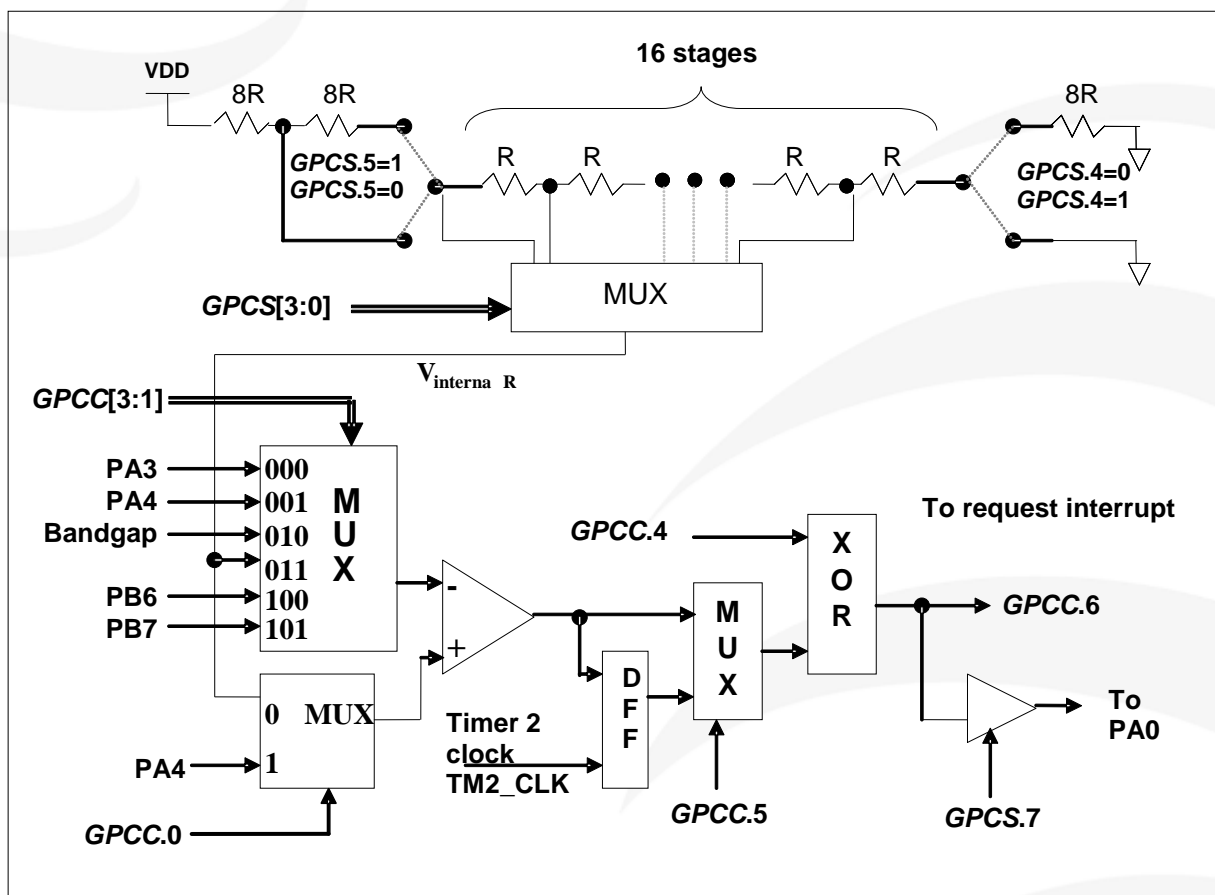 16 stages
VDD
8R
8R
8R
R
R
R
R
GPCS.5=1
GPCS.5=0
GPCS.4=0
GPCS.4=1
MUX
GPCS[3:0]
Vinterna R
GPCC[3:1]
PA3
000
PA4
001
Bandgap
010
011
PB6
100
PB7
101
M
U
X
-
+
0 MUX
1
PA4
GPCC.0
Timer 2
clock
TM2_CLK
D
F
F
M
U
X
GPCC.5
GPCC.4
X
O
R
To request interrupt
GPCC.6
To
PA0
GPCS.7